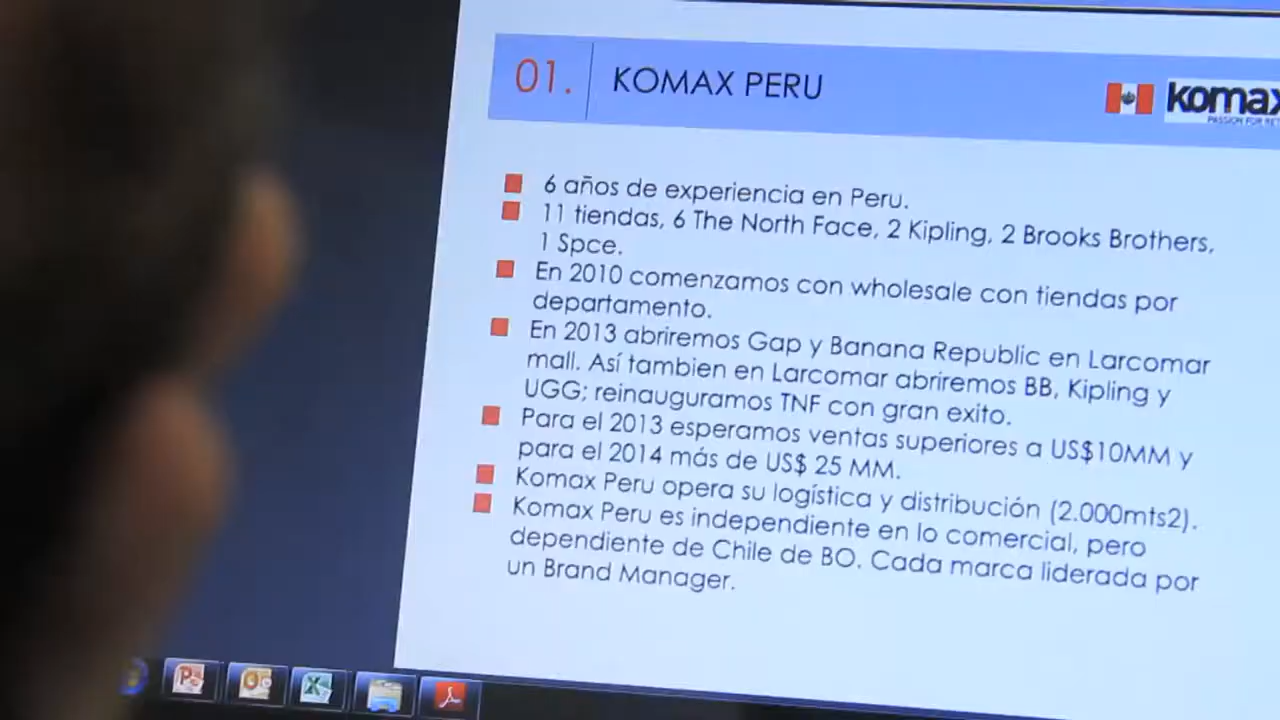 01. KOMAX PERU
komax
6 años de experiencia en Peru.
11 tiendas, 6 The North Face, 2 Kipling, 2 Brooks Brothers,
1 Spce.
En 2010 comenzamos con wholesale con tiendas por
departamento.
En 2013 abriremos Gap y Banana Republic en Larcomar
mall. Así tambien en Larcomar abriremos BB, Kipling y
UGG; reinauguramos TNF con gran exito.
Para el 2013 esperamos ventas superiores a US$10MM y
para el 2014 más de US$ 25 MM.
Komax Peru opera su logística y distribución (2.000mts2).
Komax Peru es independiente en lo comercial, pero
dependiente de Chile de BO. Cada marca liderada por
un Brand Manager.